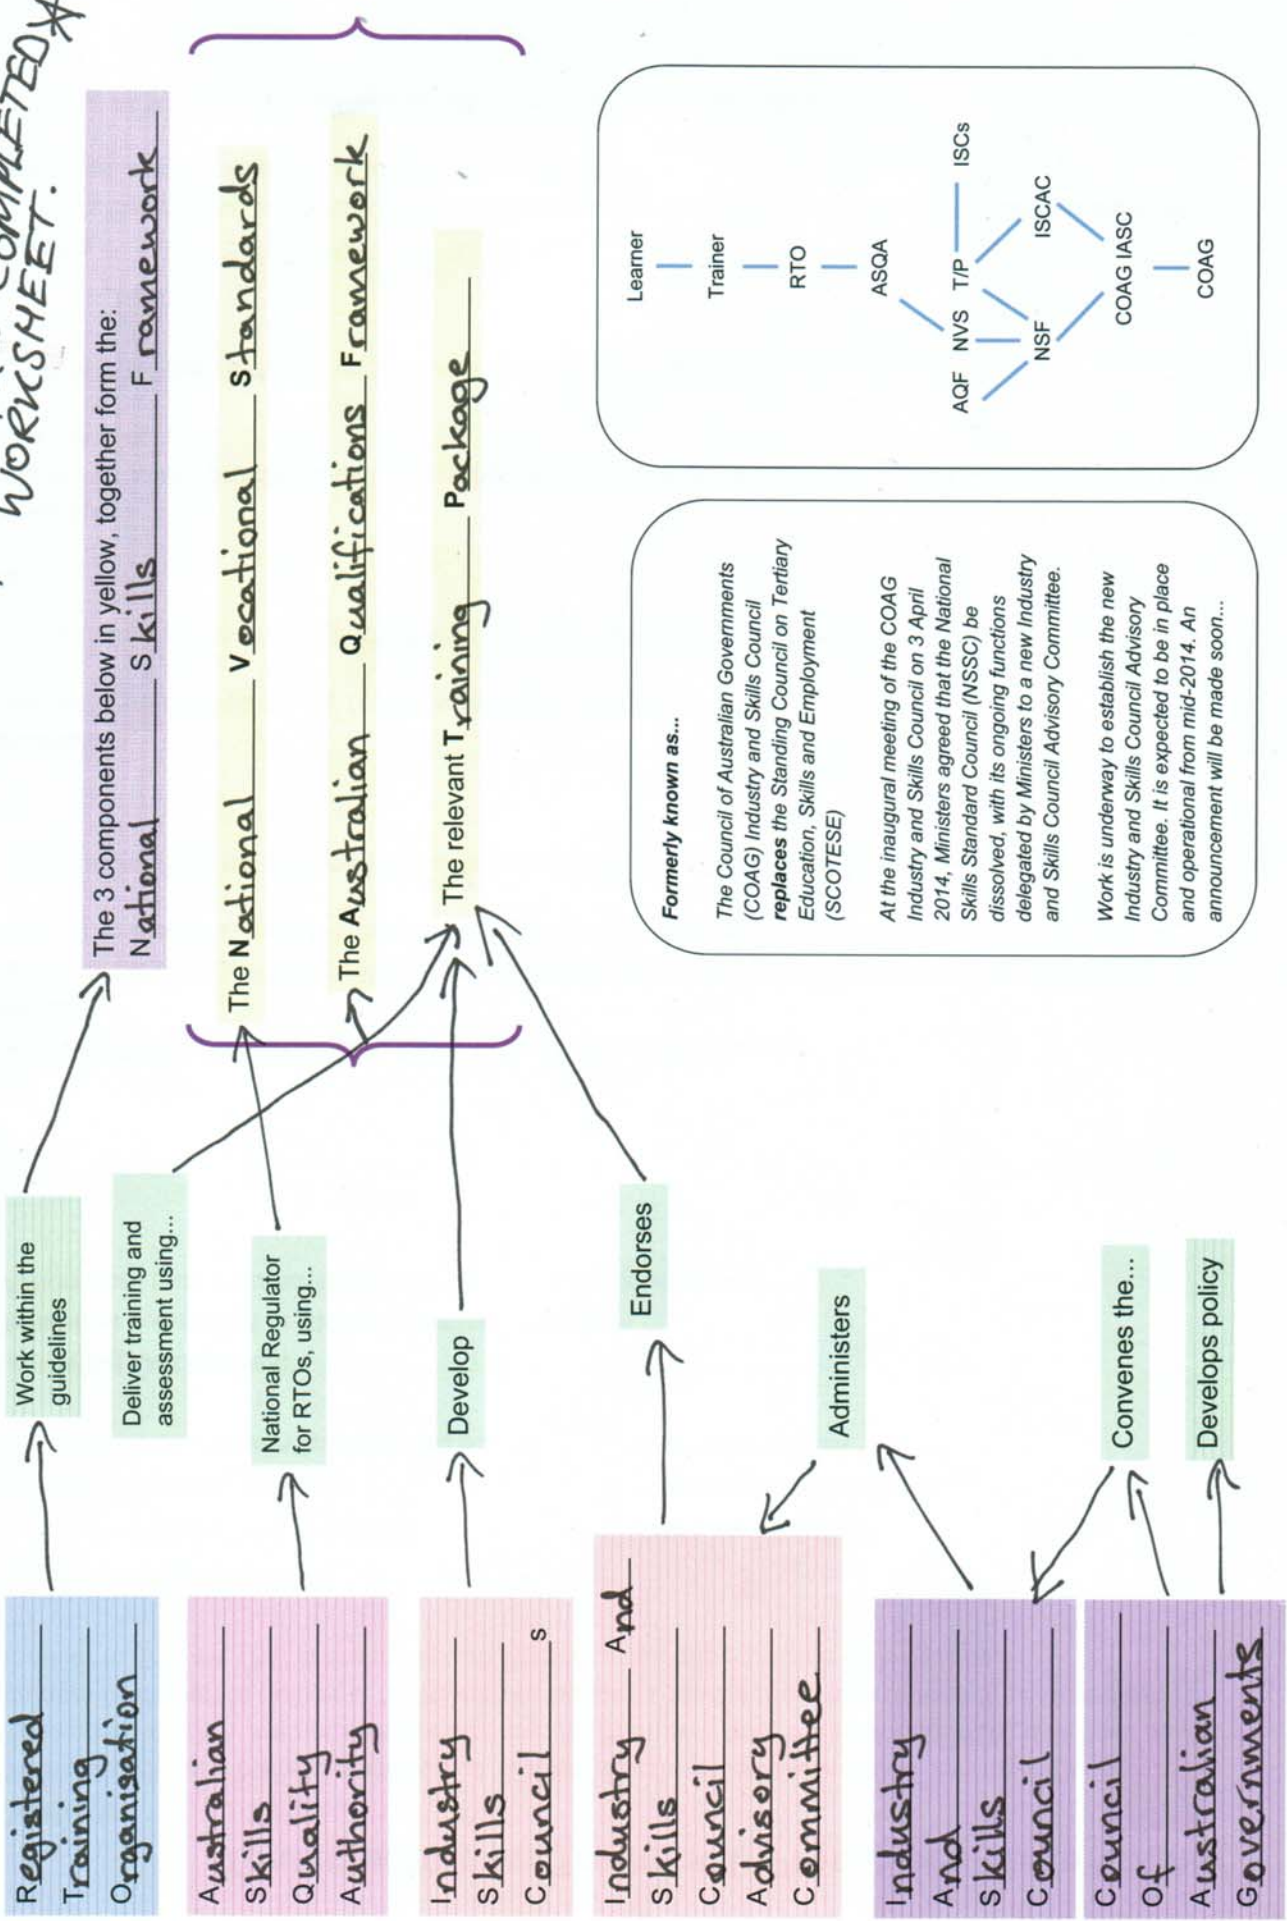 COMPLETED *
WORKSHEET.
Registered
Training
Organisation
Work within the
guidelines
Deliver training and
assessment using...
The 3 components below in yellow, together form the:
National Skills Framework
Australian
Skills
Quality
Authority
National Regulator
for RTOs, using...
The National Vocational Standards
The Australian Qualifications Framework
Industry
Skills
Council s
Develop
The relevant Training Package
Industry And
Skills
Council
Advisory
Committee
Endorses
Administers
Industry
And
Skills
Council
Council
Of
Australian
Governments
Convenes the...
Develops policy
Formerly known as...
The Council of Australian Governments
(COAG) Industry and Skills Council
replaces the Standing Council on Tertiary
Education, Skills and Employment
(SCOTESE)
At the inaugural meeting of the COAG
Industry and Skills Council on 3 April
2014, Ministers agreed that the National
Skills Standard Council (NSSC) be
dissolved, with its ongoing functions
delegated by Ministers to a new Industry
and Skills Council Advisory Committee.
Work is underway to establish the new
Industry and Skills Council Advisory
Committee. It is expected to be in place
and operational from mid-2014. An
announcement will be made soon...
Learner
Trainer
RTO
ASQA
AQF NVS T/P ISCs
NSF ISCAC
COAG IASC
COAG